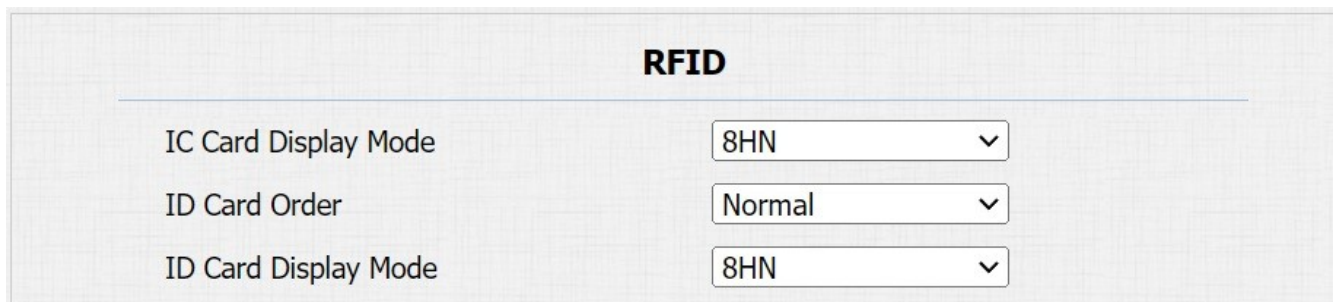 RFID
IC Card Display Mode 8HN
ID Card Order Normal
ID Card Display Mode 8HN